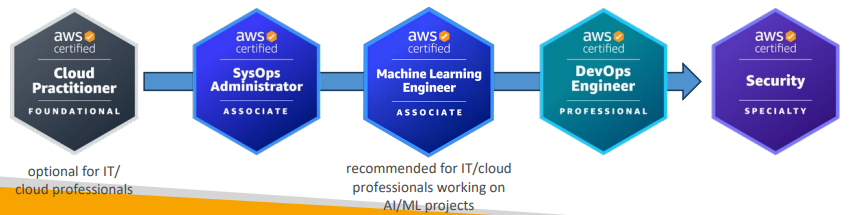 aws
certified
Cloud
Practitioner
FOUNDATIONAL
aws
certified
SysOps
Administrator
ASSOCIATE
aws
certified
Machine Learning
Engineer
ASSOCIATE
aws
certified
DevOps
Engineer
PROFESSIONAL
aws
certified
Security
SPECIALTY
optional for IT/
cloud professionals
recommended for IT/cloud
professionals working on
AI/ML projects